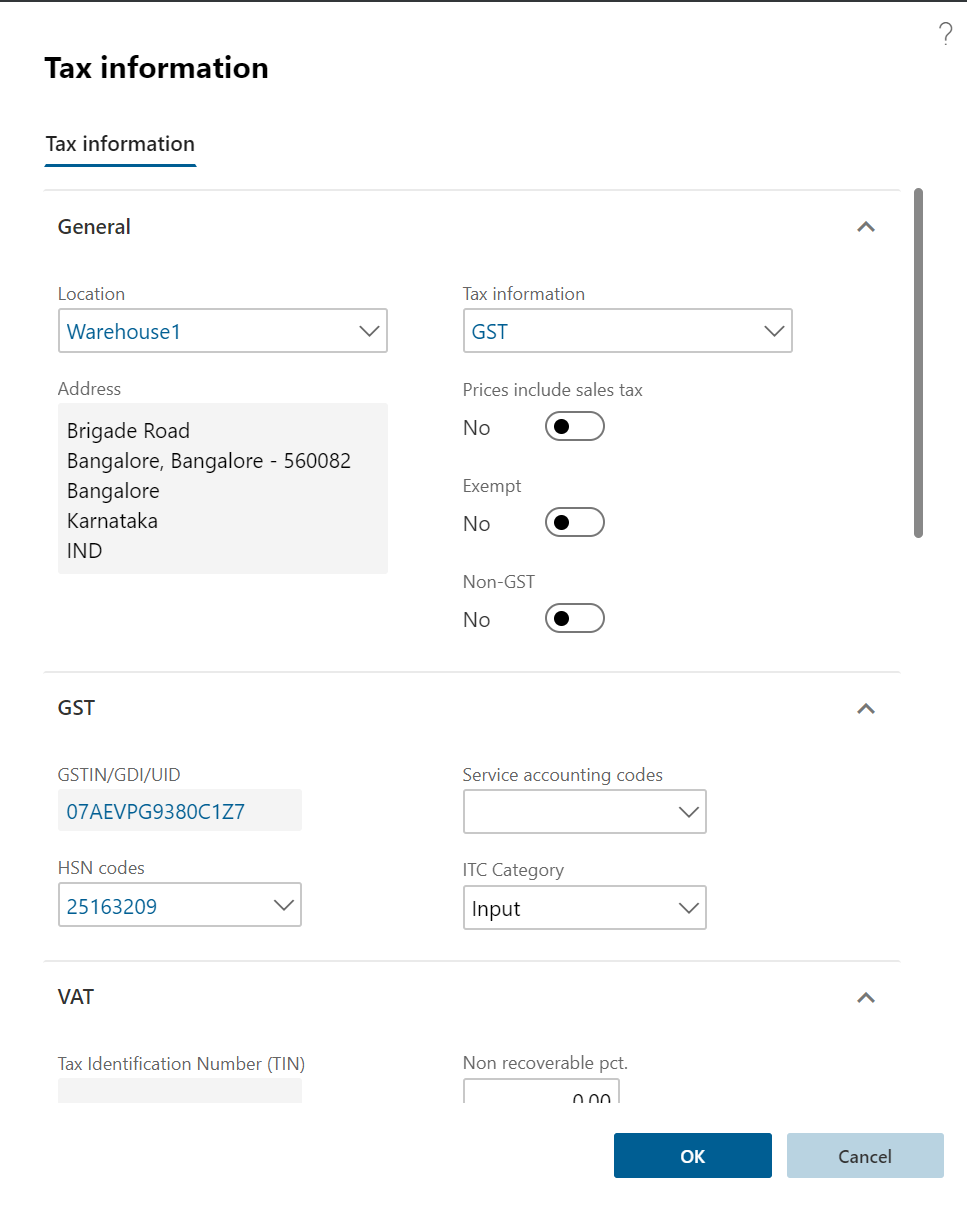 ?
Tax information
Tax information
General
Location
Warehouse1
Address
Brigade Road
Bangalore, Bangalore - 560082
Bangalore
Karnataka
IND
Tax information
GST
Prices include sales tax
No
Exempt
No
Non-GST
No
GST
GSTIN/GDI/UID
07AEVPG9380C1Z7
HSN codes
25163209
Service accounting codes
ITC Category
Input
VAT
Tax Identification Number (TIN)
Non recoverable pct.
0.00
OK
Cancel